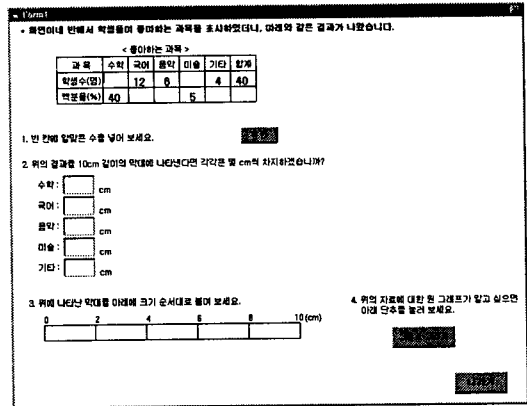 Form1
• 희연이네 반에서 학생들이 좋아하는 과목을 조사하였더니, 아래와 같은 결과가 나왔습니다.
< 좋아하는 과목 >
과 목 수학 국어 음악 미술 기타 합계
학생수(명) 12 6 4 40
백분율(%) 40 5
1. 빈 칸에 알맞은 수를 넣어 보세요.
2. 위의 결과를 10cm 길이의 막대에 나타낸다면 각각은 몇 cm씩 차지하겠습니까?
수학 : cm
국어 : cm
음악 : cm
미술 : cm
기타 : cm
3. 위에 나타난 막대를 아래에 크기 순서대로 붙여 보세요.
0 2 4 6 8 10 (cm)
4. 위의 자료에 대한 원 그래프가 알고 싶으면
아래 단추를 눌러 보세요.